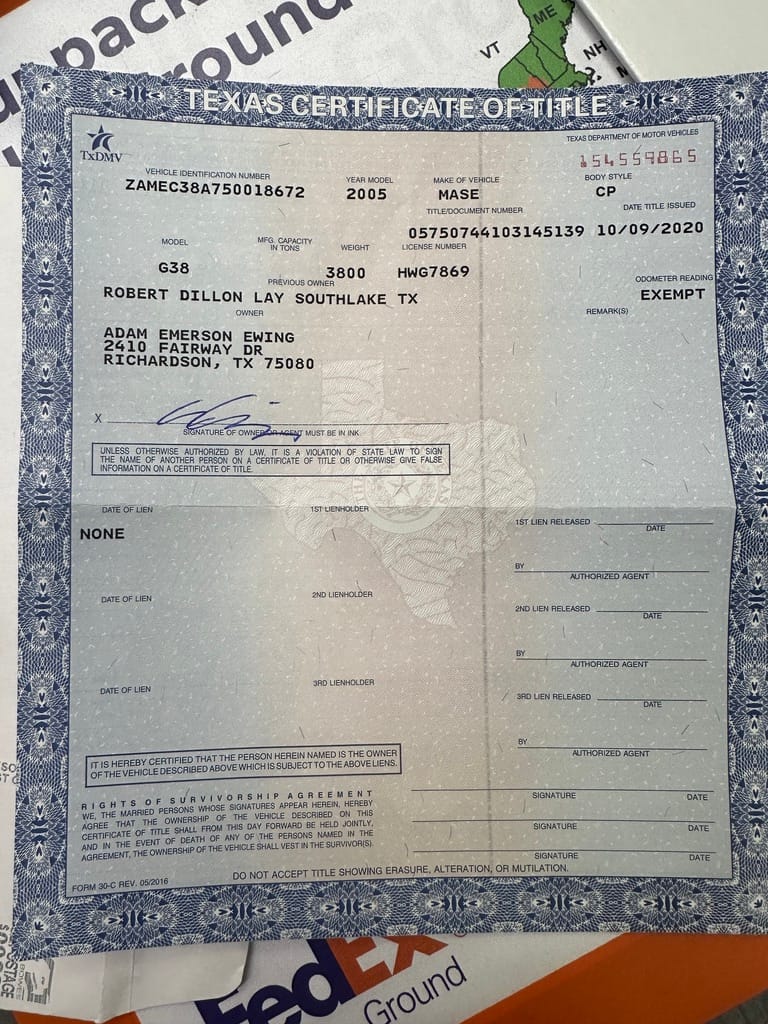 ME
VT
NH
round
TEXAS CERTIFICATE OF TITLE
TxDMV
TEXAS DEPARTMENT OF MOTOR VEHICLES
154559865
VEHICLE IDENTIFICATION NUMBER YEAR MODEL MAKE OF VEHICLE BODY STYLE
ZAMEC38A750018672 2005 MASE CP
TITLE/DOCUMENT NUMBER DATE TITLE ISSUED
05750744103145139 10/09/2020
MODEL MFG. CAPACITY IN TONS WEIGHT LICENSE NUMBER
G38 3800 HWG7869
PREVIOUS OWNER ODOMETER READING
ROBERT DILLON LAY SOUTHLAKE TX EXEMPT
OWNER REMARK(S)
ADAM EMERSON EWING
2410 FAIRWAY DR
RICHARDSON, TX 75080
X
SIGNATURE OF OWNER OR AGENT MUST BE IN INK
UNLESS OTHERWISE AUTHORIZED BY LAW, IT IS A VIOLATION OF STATE LAW TO SIGN
THE NAME OF ANOTHER PERSON ON A CERTIFICATE OF TITLE OR OTHERWISE GIVE FALSE
INFORMATION ON A CERTIFICATE OF TITLE.
DATE OF LIEN 1ST LIENHOLDER 1ST LIEN RELEASED DATE
NONE
BY AUTHORIZED AGENT
DATE OF LIEN 2ND LIENHOLDER 2ND LIEN RELEASED DATE
BY AUTHORIZED AGENT
DATE OF LIEN 3RD LIENHOLDER 3RD LIEN RELEASED DATE
BY AUTHORIZED AGENT
IT IS HEREBY CERTIFIED THAT THE PERSON HEREIN NAMED IS THE OWNER
OF THE VEHICLE DESCRIBED ABOVE WHICH IS SUBJECT TO THE ABOVE LIENS.
RIGHTS OF SURVIVORSHIP AGREEMENT
WE, THE MARRIED PERSONS WHOSE SIGNATURES APPEAR HEREIN, HEREBY
AGREE THAT THE OWNERSHIP OF THE VEHICLE DESCRIBED ON THIS
CERTIFICATE OF TITLE SHALL FROM THIS DAY FORWARD BE HELD JOINTLY,
AND IN THE EVENT OF DEATH OF ANY OF THE PERSONS NAMED IN THE
AGREEMENT, THE OWNERSHIP OF THE VEHICLE SHALL VEST IN THE SURVIVOR(S).
SIGNATURE DATE
SIGNATURE DATE
SIGNATURE DATE
DO NOT ACCEPT TITLE SHOWING ERASURE, ALTERATION, OR MUTILATION.
FORM 30-C REV. 05/2016
FedEx
Ground